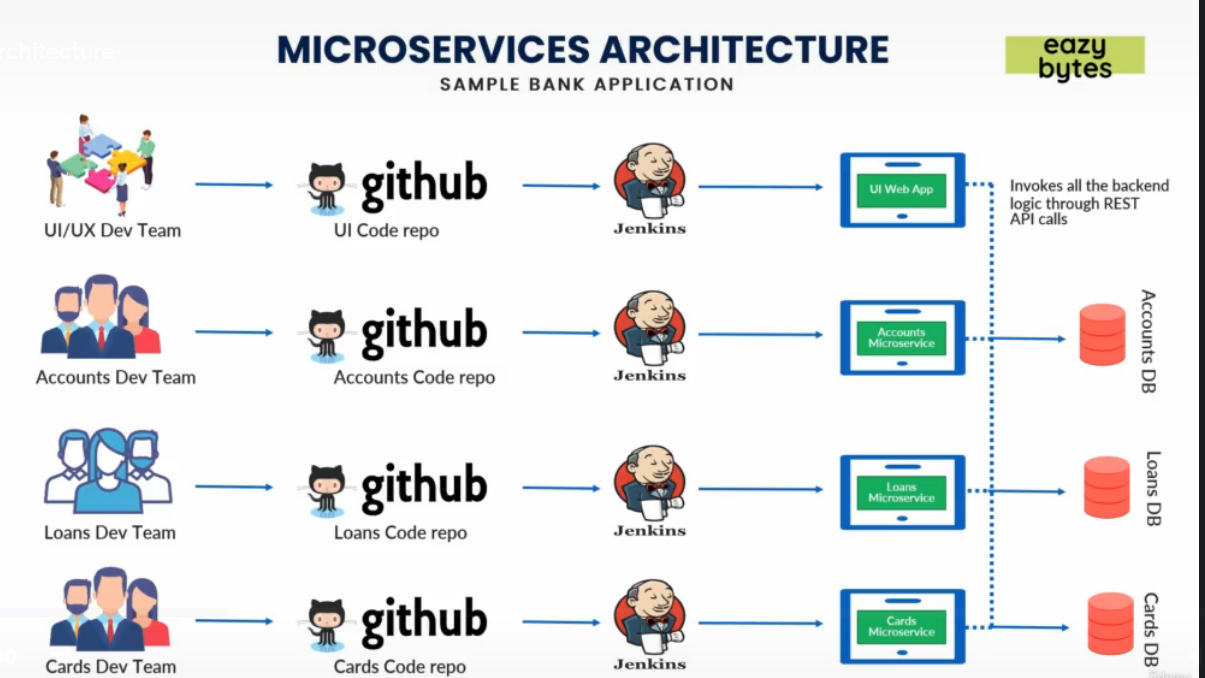 rchitecture
MICROSERVICES ARCHITECTURE
SAMPLE BANK APPLICATION
eazy
bytes
github
UI/UX Dev Team
UI Code repo
Jenkins
UI Web App
Invokes all the backend
logic through REST
API calls
github
Accounts Dev Team
Accounts Code repo
Jenkins
Accounts
Microservice
Accounts DB
github
Loans Dev Team
Loans Code repo
Jenkins
Loans
Microservice
Loans DB
github
Cards Dev Team
Cards Code repo
Jenkins
Cards
Microservice
Cards DB